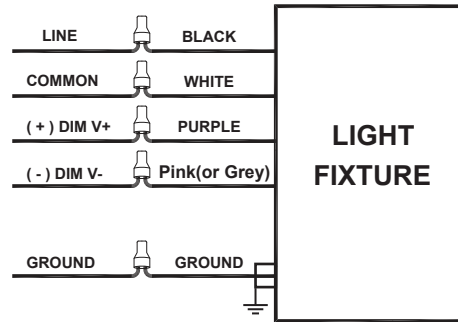 LINE BLACK
COMMON WHITE
( + ) DIM V+ PURPLE
( - ) DIM V- Pink(or Grey)
GROUND GROUND
LIGHT
FIXTURE